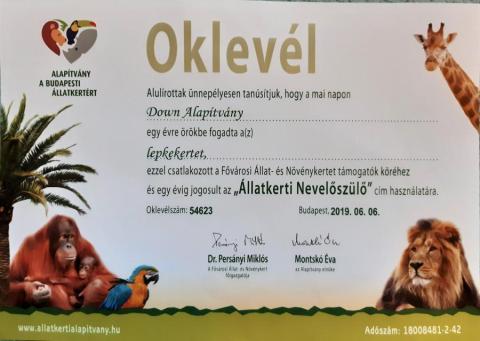 ALAPÍTVÁNY
A BUDAPESTI
ÁLLATKERTÉRT
Oklevél
Alulírottak ünnepélyesen tanúsítjuk, hogy a mai napon
Down Alapítvány
egy évre örökbe fogadta a(z)
lepkekertet,
ezzel csatlakozott a Fővárosi Állat- és Növénykertet támogatók köréhez
és egy évig jogosult az „Állatkerti Nevelőszülő” cím használatára.
Oklevélszám: 54623 Budapest, 2019. 06. 06.
Dr. Persányi Miklós Montskó Éva
A Fővárosi Állat- és Növénykert az Alapítvány elnöke
főigazgatója
www.allatkertialapitvany.hu Adószám: 18008481-2-42